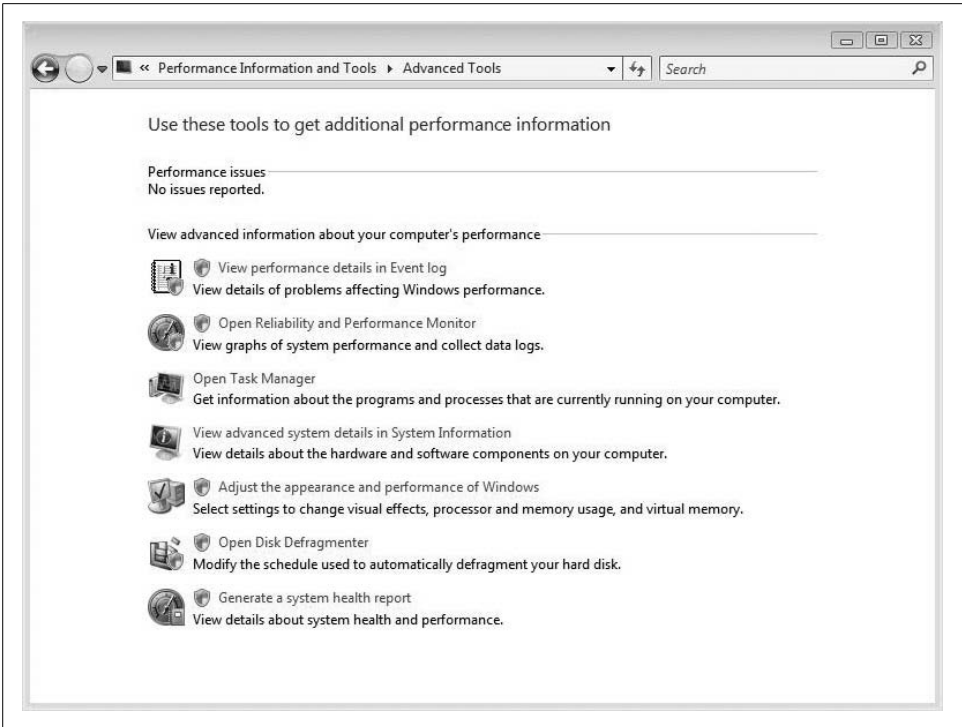 « Performance Information and Tools ▸ Advanced Tools
Search
Use these tools to get additional performance information
Performance issues
No issues reported.
View advanced information about your computer's performance
View performance details in Event log
View details of problems affecting Windows performance.
Open Reliability and Performance Monitor
View graphs of system performance and collect data logs.
Open Task Manager
Get information about the programs and processes that are currently running on your computer.
View advanced system details in System Information
View details about the hardware and software components on your computer.
Adjust the appearance and performance of Windows
Select settings to change visual effects, processor and memory usage, and virtual memory.
Open Disk Defragmenter
Modify the schedule used to automatically defragment your hard disk.
Generate a system health report
View details about system health and performance.